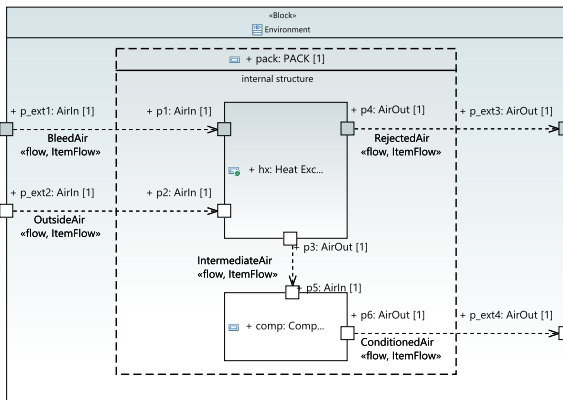 «Block»
Environment
+ pack: PACK [1]
internal structure
+ p_ext1: AirIn [1]
+ p1: AirIn [1]
+ p4: AirOut [1]
+ p_ext3: AirOut [1]
BleedAir
«flow, ItemFlow»
RejectedAir
«flow, ItemFlow»
+ hx: Heat Exc...
+ p_ext2: AirIn [1]
+ p2: AirIn [1]
OutsideAir
«flow, ItemFlow»
+ p3: AirOut [1]
IntermediateAir
«flow, ItemFlow»
+ p5: AirIn [1]
+ comp: Comp...
+ p6: AirOut [1]
+ p_ext4: AirOut [1]
ConditionedAir
«flow, ItemFlow»